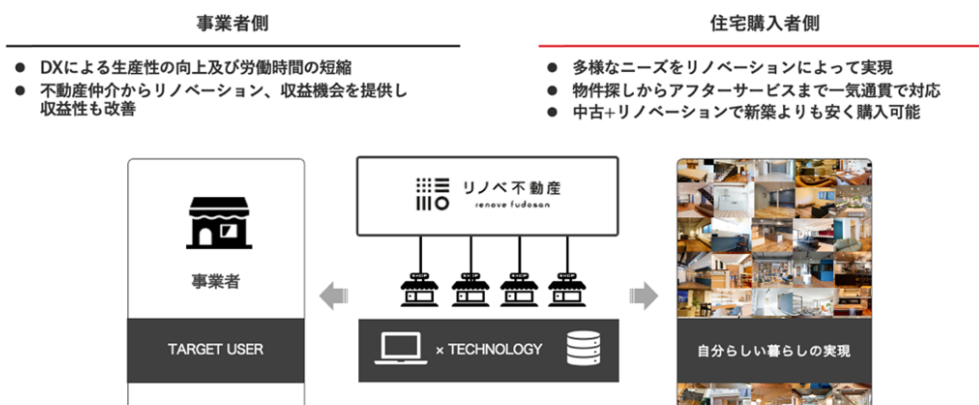 事業者側
● DXによる生産性の向上及び労働時間の短縮
● 不動産仲介からリノベーション、収益機会を提供し
収益性も改善
住宅購入者側
● 多様なニーズをリノベーションによって実現
● 物件探しからアフターサービスまで一気通貫で対応
● 中古+リノベーションで新築よりも安く購入可能
事業者
TARGET USER
リノベ不動産
renove fudosan
SHOP SHOP SHOP SHOP
× TECHNOLOGY
自分らしい暮らしの実現